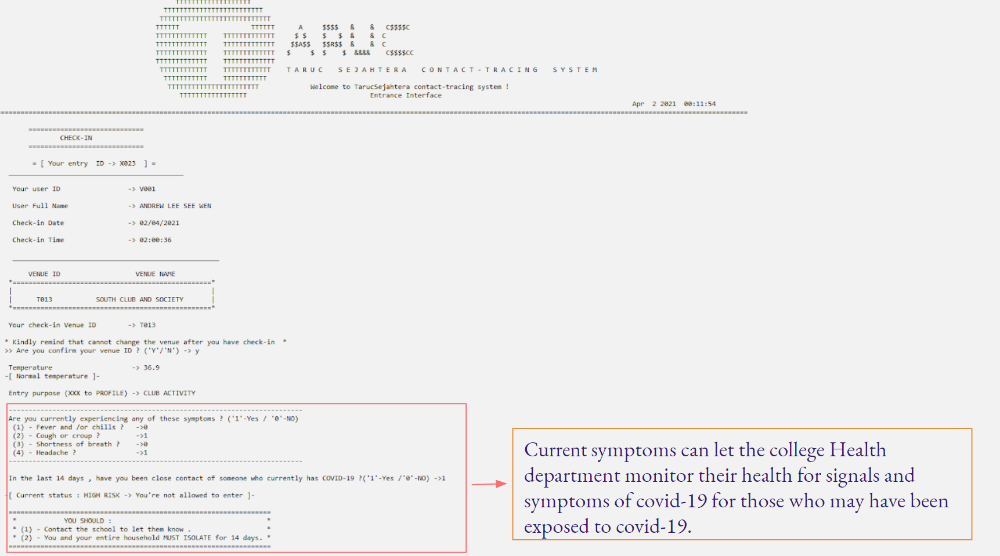 TTTTTTTTTTTTTTTTTTT
TTTTTTTTTTTTTTTTTTTTTTTTT
TTTTTTTTTTTTTTTTTTTTTTTTTTTT
TTTTTT TTTTTT A $$$$ & & C$$$$C
TTTTTTTTTTTTT TTTTTTTTTTTTT $ $ $ $ & & C
TTTTTTTTTTTTT TTTTTTTTTTTTT $$A$$ $$R$$ & & C
TTTTTTTTTTTTT TTTTTTTTTTTTT $ $ $ $ &&&& C$$$$CC
TTTTTTTTTTTTT TTTTTTTTTTTTT
TTTTTTTTTTTT TTTTTTTTTTTT T A R U C S E J A H T E R A C O N T A C T - T R A C I N G S Y S T E M
TTTTTTTTTTT TTTTTTTTTTT
TTTTTTTTTTTTTTTTTTTTTTT Welcome to TarucSejahtera contact-tracing system !
TTTTTTTTTTTTTTTTT Entrance Interface
Apr 2 2021 00:11:54
CHECK-IN
= [ Your entry ID -> X023 ] =
Your user ID -> V001
User Full Name -> ANDREW LEE SEE WEN
Check-in Date -> 02/04/2021
Check-in Time -> 02:00:36
VENUE ID VENUE NAME
T013 SOUTH CLUB AND SOCIETY
Your check-in Venue ID -> T013
* Kindly remind that cannot change the venue after you have check-in *
>> Are you confirm your venue ID ? ('Y'/'N') -> y
Temperature -> 36.9
-[ Normal temperature ]-
Entry purpose (XXX to PROFILE) -> CLUB ACTIVITY
Are you currently experiencing any of these symptoms ? ('1'-Yes / '0'-NO)
(1) - Fever and /or chills ? ->0
(2) - Cough or croup ? ->1
(3) - Shortness of breath ? ->0
(4) - Headache ? ->1
In the last 14 days , have you been close contact of someone who currently has COVID-19 ?('1'-Yes /'0'-NO) ->1
-[ Current status : HIGH RISK -> You're not allowed to enter ]-
* YOU SHOULD : *
* (1) - Contact the school to let them know . *
* (2) - You and your entire household MUST ISOLATE for 14 days. *
Current symptoms can let the college Health
department monitor their health for signals and
symptoms of covid-19 for those who may have been
exposed to covid-19.